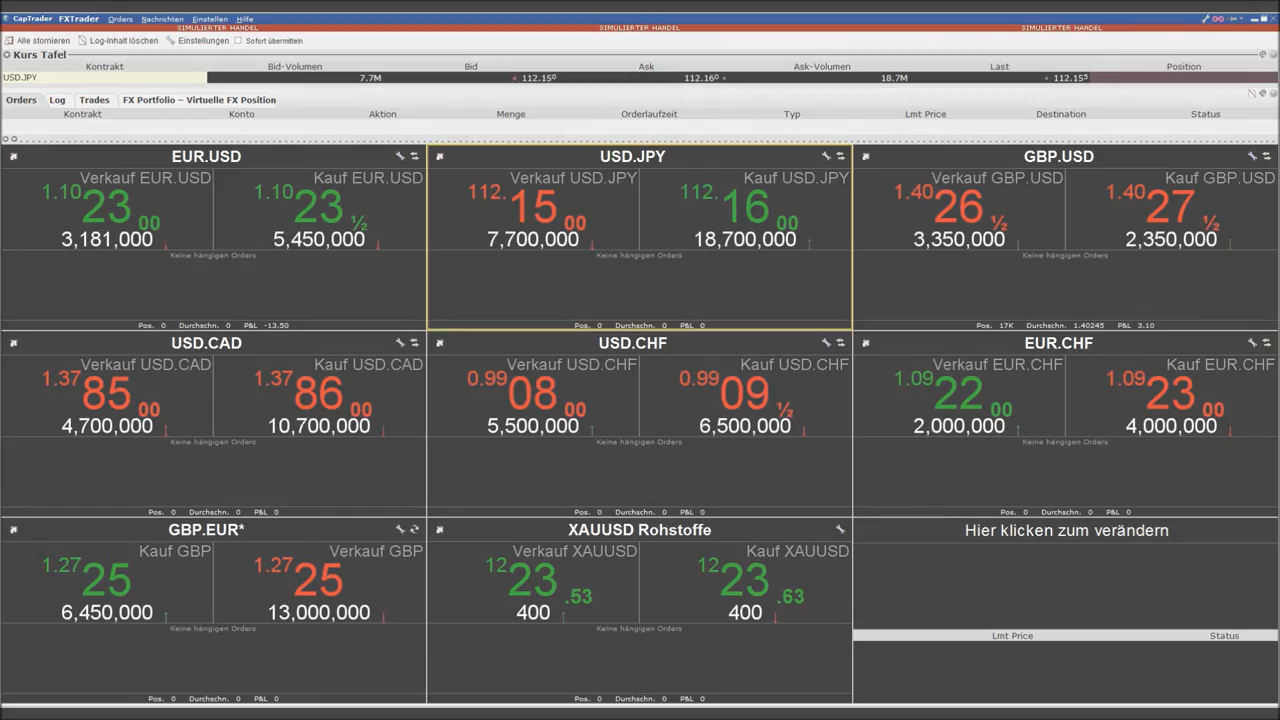 CapTrader FXTrader Orders Nachrichten Einstellen Hilfe
SIMULIERTER HANDEL SIMULIERTER HANDEL SIMULIERTER HANDEL
Alle stornieren Log-Inhalt löschen Einstellungen Sofort übermitteln
Kurs Tafel
Kontrakt Bid-Volumen Bid Ask Ask-Volumen Last Position
USD.JPY 7.7M 112.15⁰ 112.16⁰ 18.7M 112.15⁵
Orders Log Trades FX Portfolio – Virtuelle FX Position
Kontrakt Konto Aktion Menge Orderlaufzeit Typ Lmt Price Destination Status
EUR.USD USD.JPY GBP.USD
Verkauf EUR.USD Kauf EUR.USD Verkauf USD.JPY Kauf USD.JPY Verkauf GBP.USD Kauf GBP.USD
1.10 23 00 1.10 23 ½ 112. 15 00 112. 16 00 1.40 26 ½ 1.40 27 ½
3,181,000 5,450,000 7,700,000 18,700,000 3,350,000 2,350,000
Keine hängigen Orders Keine hängigen Orders Keine hängigen Orders
Pos. 0 Durchschn. 0 P&L -13.50 Pos. 0 Durchschn. 0 P&L 0 Pos. 17K Durchschn. 1.40245 P&L 3.10
USD.CAD USD.CHF EUR.CHF
Verkauf USD.CAD Kauf USD.CAD Verkauf USD.CHF Kauf USD.CHF Verkauf EUR.CHF Kauf EUR.CHF
1.37 85 00 1.37 86 00 0.99 08 00 0.99 09 ½ 1.09 22 00 1.09 23 00
4,700,000 10,700,000 5,500,000 6,500,000 2,000,000 4,000,000
Keine hängigen Orders Keine hängigen Orders Keine hängigen Orders
Pos. 0 Durchschn. 0 P&L 0 Pos. 0 Durchschn. 0 P&L 0 Pos. 0 Durchschn. 0 P&L 0
GBP.EUR* XAUUSD Rohstoffe Hier klicken zum verändern
Kauf GBP Verkauf GBP Verkauf XAUUSD Kauf XAUUSD
1.27 25 1.27 25 12 23 .53 12 23 .63
6,450,000 13,000,000 400 400
Keine hängigen Orders Keine hängigen Orders
Lmt Price Status
Pos. 0 Durchschn. 0 P&L 0 Pos. 0 Durchschn. 0 P&L 0